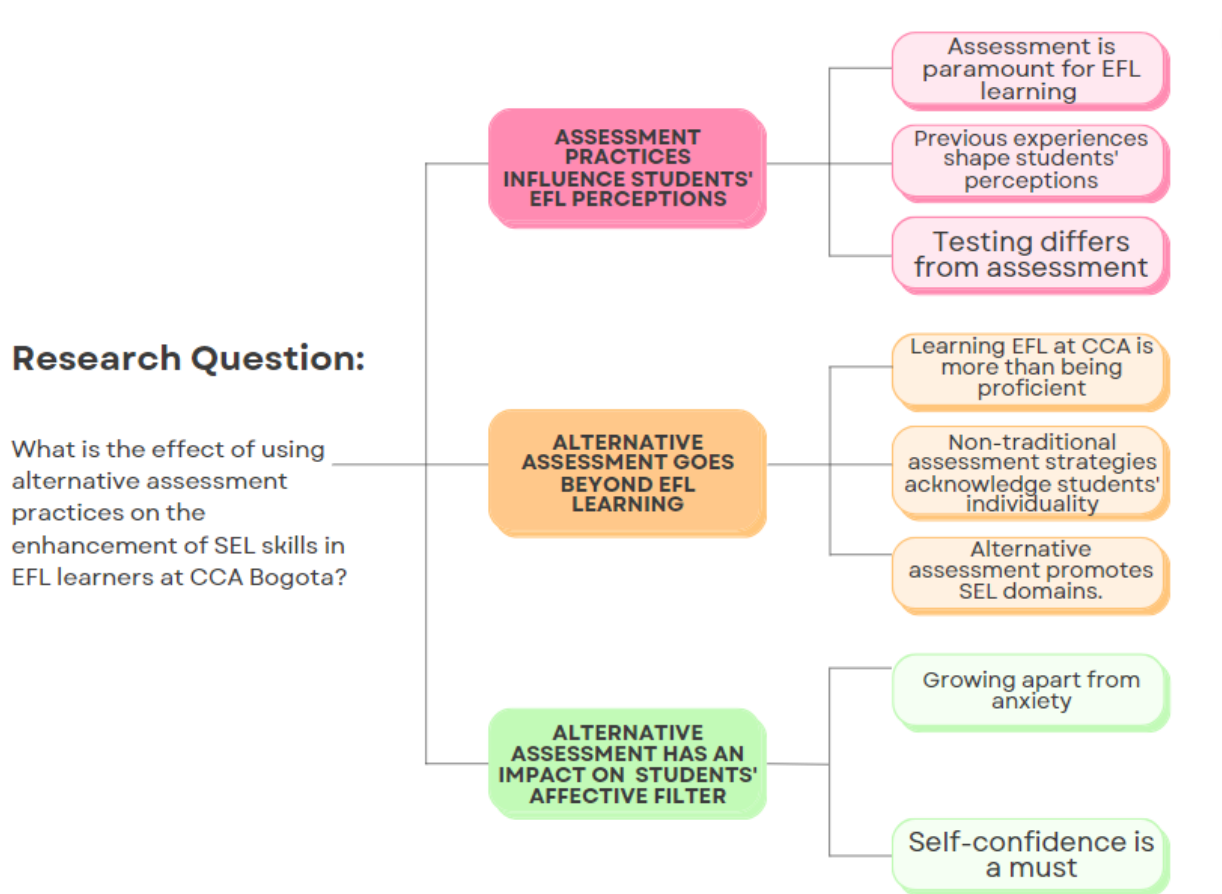 Research Question:
What is the effect of using
alternative assessment
practices on the
enhancement of SEL skills in
EFL learners at CCA Bogota?
ASSESSMENT
PRACTICES
INFLUENCE STUDENTS'
EFL PERCEPTIONS
Assessment is
paramount for EFL
learning
Previous experiences
shape students'
perceptions
Testing differs
from assessment
ALTERNATIVE
ASSESSMENT GOES
BEYOND EFL
LEARNING
Learning EFL at CCA is
more than being
proficient
Non-traditional
assessment strategies
acknowledge students'
individuality
Alternative
assessment promotes
SEL domains.
ALTERNATIVE
ASSESSMENT HAS AN
IMPACT ON STUDENTS'
AFFECTIVE FILTER
Growing apart from
anxiety
Self-confidence is
a must